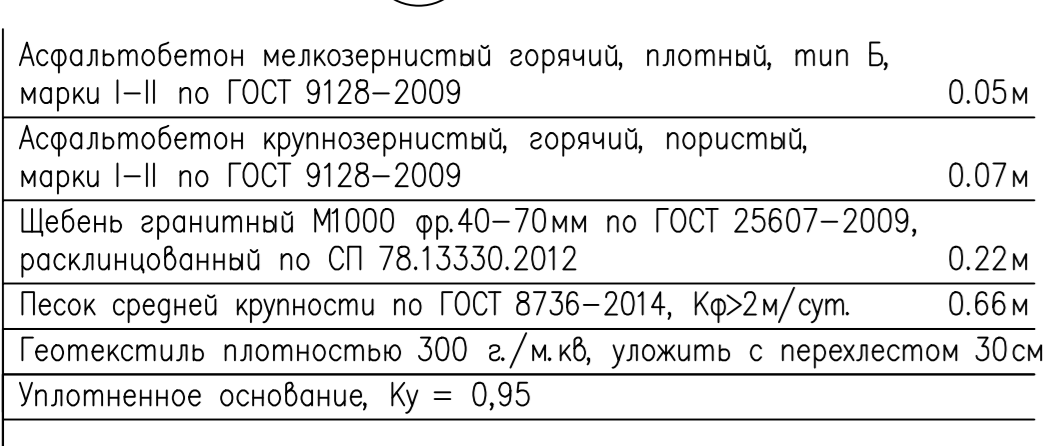 Асфальтобетон мелкозернистый горячий, плотный, тип Б,
марки I–II по ГОСТ 9128–2009 0.05м
Асфальтобетон крупнозернистый, горячий, пористый,
марки I–II по ГОСТ 9128–2009 0.07м
Щебень гранитный М1000 фр.40–70мм по ГОСТ 25607–2009,
расклинцованный по СП 78.13330.2012 0.22м
Песок средней крупности по ГОСТ 8736–2014, Кф>2м/сут. 0.66м
Геотекстиль плотностью 300 г./м.кв, уложить с перехлестом 30см
Уплотненное основание, Ку = 0,95